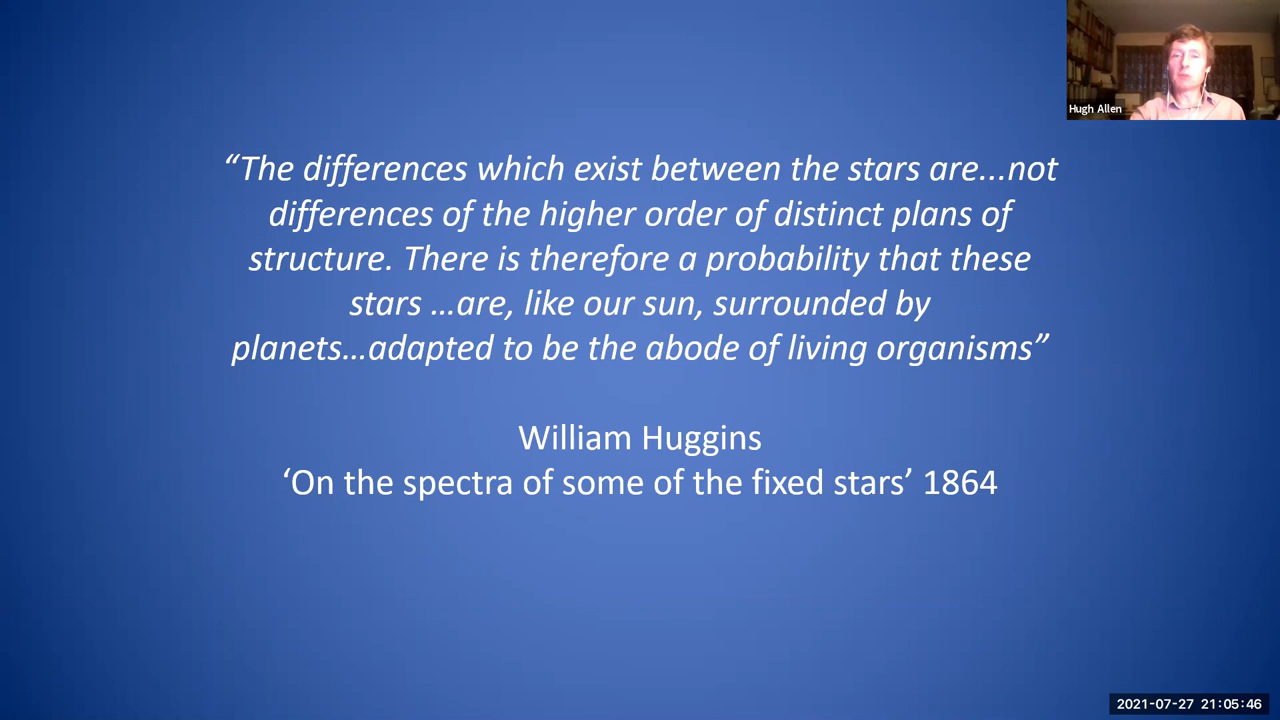 Hugh Allen
“The differences which exist between the stars are...not
differences of the higher order of distinct plans of
structure. There is therefore a probability that these
stars …are, like our sun, surrounded by
planets…adapted to be the abode of living organisms”
William Huggins
‘On the spectra of some of the fixed stars’ 1864
2021-07-27 21:05:46